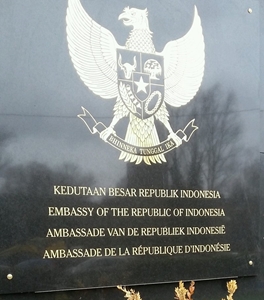 BHINNEKA TUNGGAL IKA
KEDUTAAN BESAR REPUBLIK INDONESIA
EMBASSY OF THE REPUBLIC OF INDONESIA
AMBASSADE VAN DE REPUBLIEK INDONESIË
AMBASSADE DE LA RÉPUBLIQUE D'INDONÉSIE